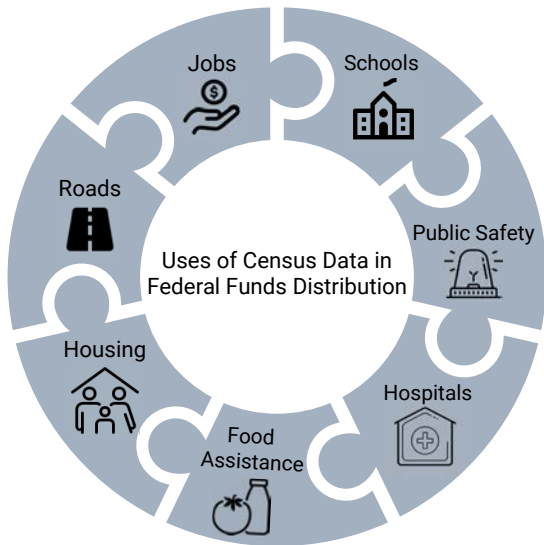 Jobs
Schools
Roads
Public Safety
Uses of Census Data in
Federal Funds Distribution
Housing
Hospitals
Food
Assistance
$